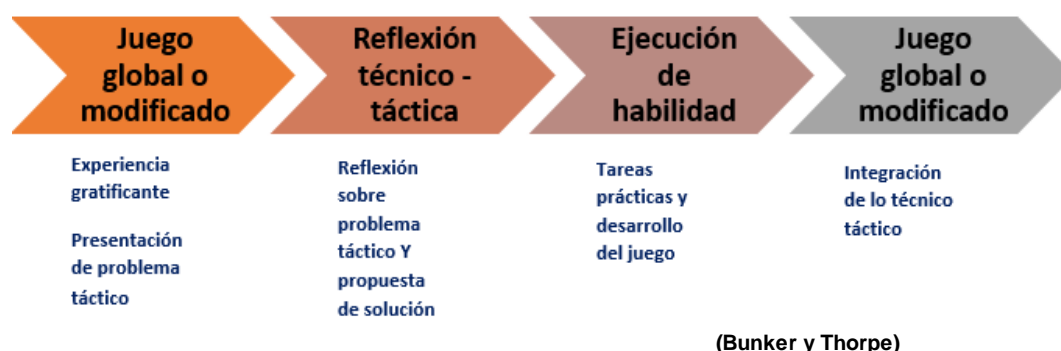 Juego
global o
modificado
Reflexión
técnico -
táctica
Ejecución
de
habilidad
Juego
global o
modificado
Experiencia
gratificante
Presentación
de problema
táctico
Reflexión
sobre
problema
táctico Y
propuesta
de solución
Tareas
prácticas y
desarrollo
del juego
Integración
de lo técnico
táctico
(Bunker y Thorpe)